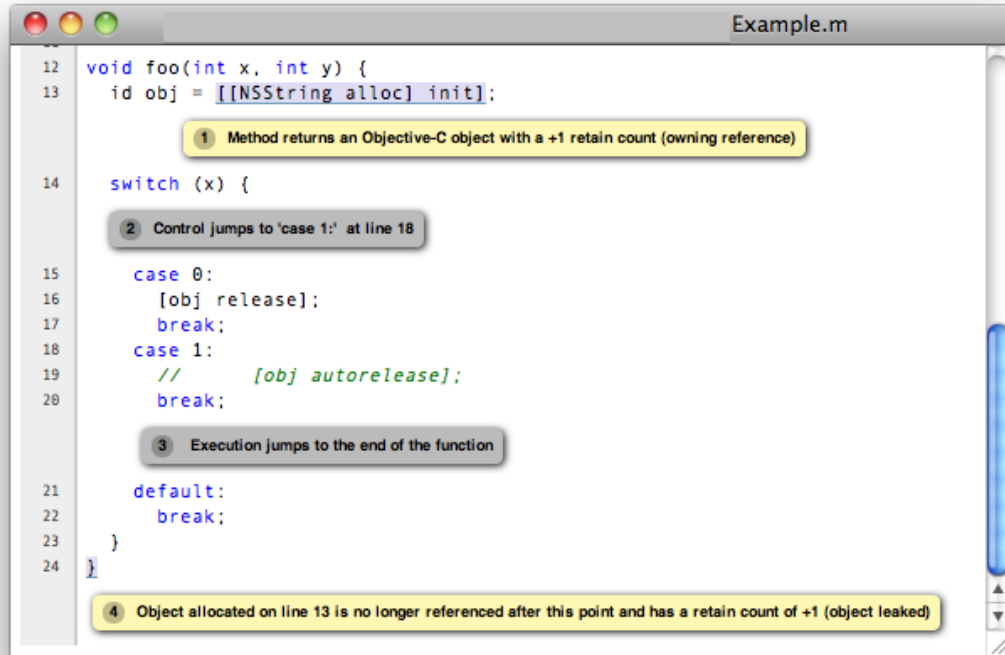 Example.m
12 void foo(int x, int y) {
13 id obj = [[NSString alloc] init];
1 Method returns an Objective-C object with a +1 retain count (owning reference)
14 switch (x) {
2 Control jumps to 'case 1:' at line 18
15 case 0:
16 [obj release];
17 break;
18 case 1:
19 // [obj autorelease];
20 break;
3 Execution jumps to the end of the function
21 default:
22 break;
23 }
24 }
4 Object allocated on line 13 is no longer referenced after this point and has a retain count of +1 (object leaked)